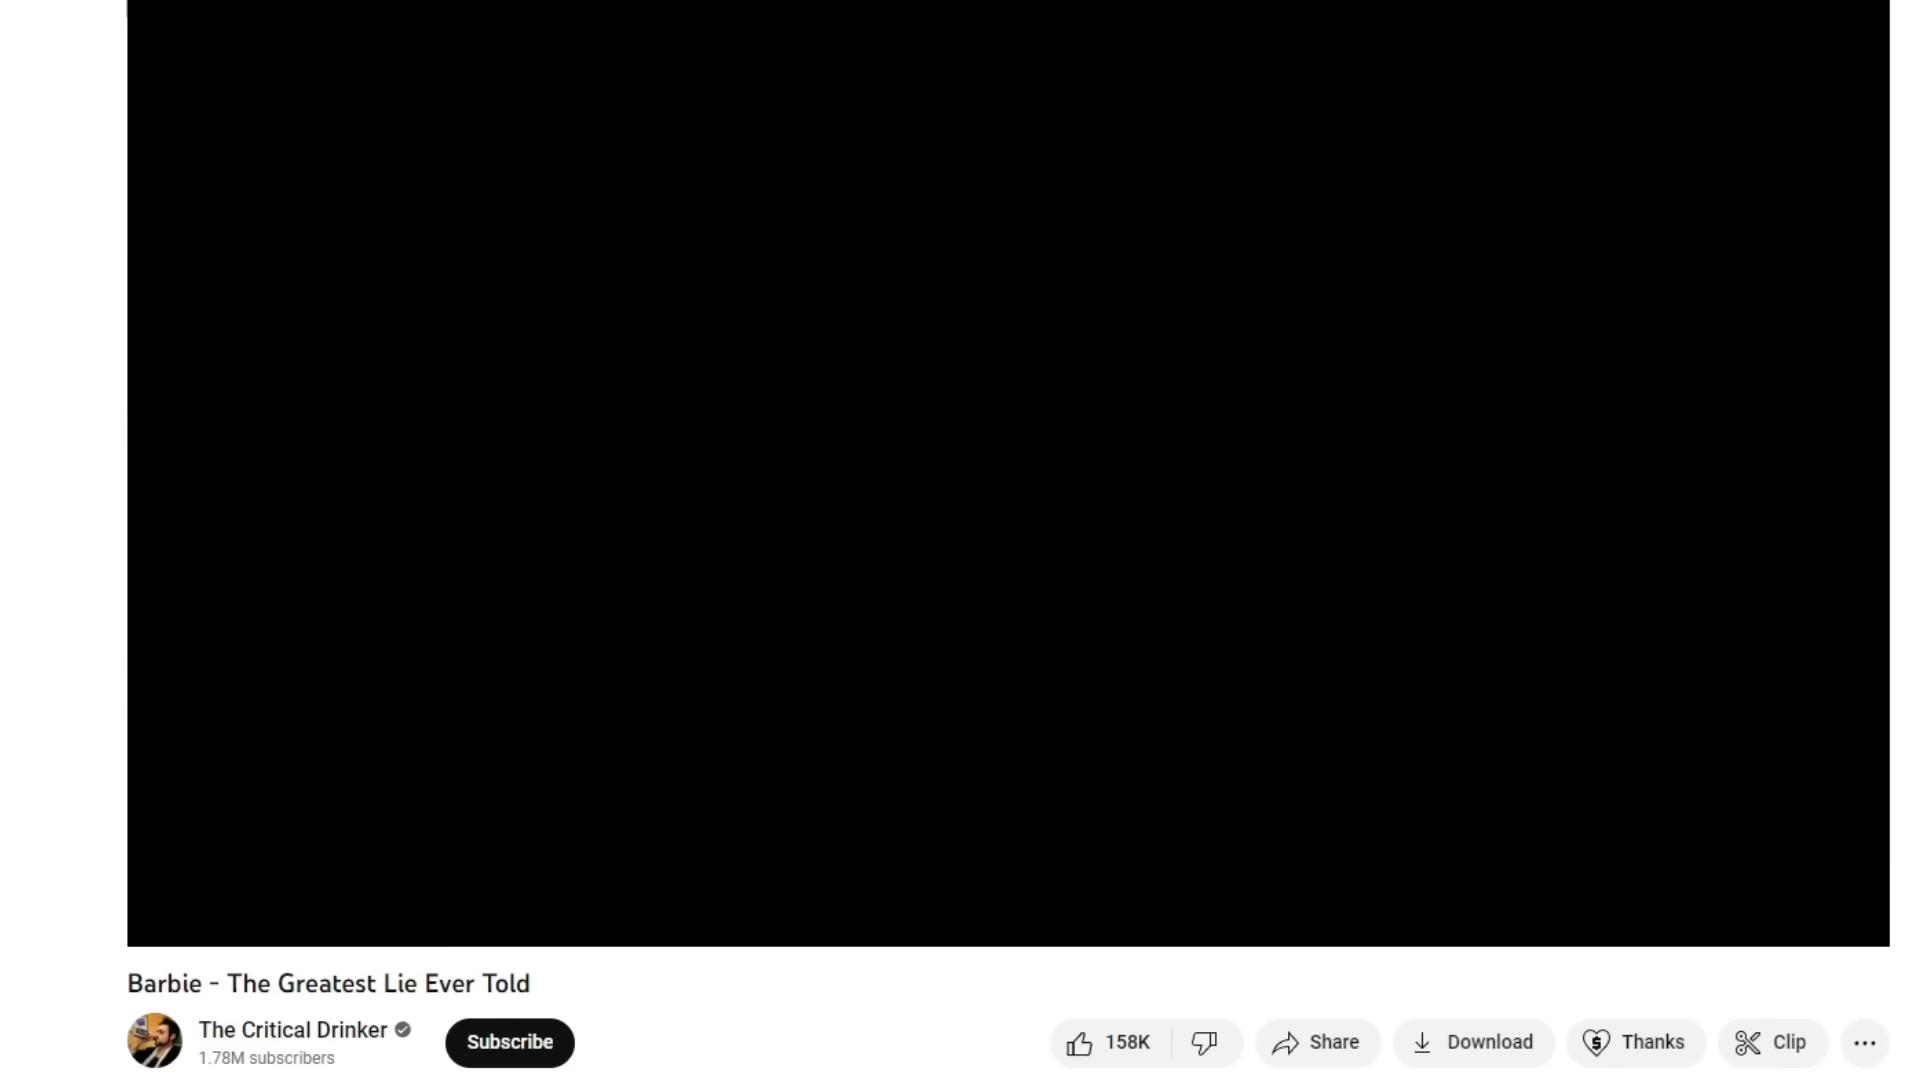 Barbie - The Greatest Lie Ever Told
The Critical Drinker
1.78M subscribers
Subscribe
158K
Share
Download
Thanks
Clip